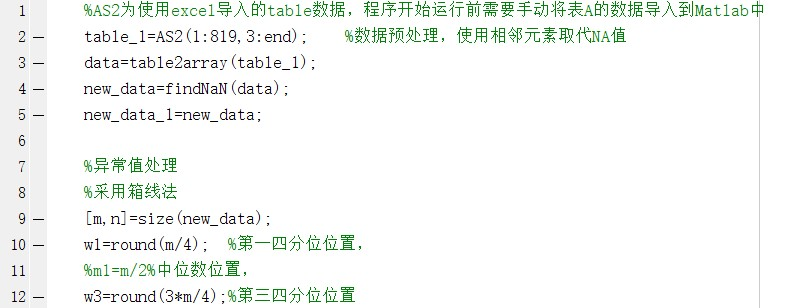 1 %AS2为使用excel导入的table数据，程序开始运行前需要手动将表A的数据导入到Matlab中
2 — table_1=AS2(1:819,3:end); %数据预处理，使用相邻元素取代NA值
3 — data=table2array(table_1);
4 — new_data=findNaN(data);
5 — new_data_1=new_data;
6
7 %异常值处理
8 %采用箱线法
9 — [m,n]=size(new_data);
10 — w1=round(m/4); %第一四分位位置，
11 %m1=m/2%中位数位置，
12 — w3=round(3*m/4);%第三四分位位置